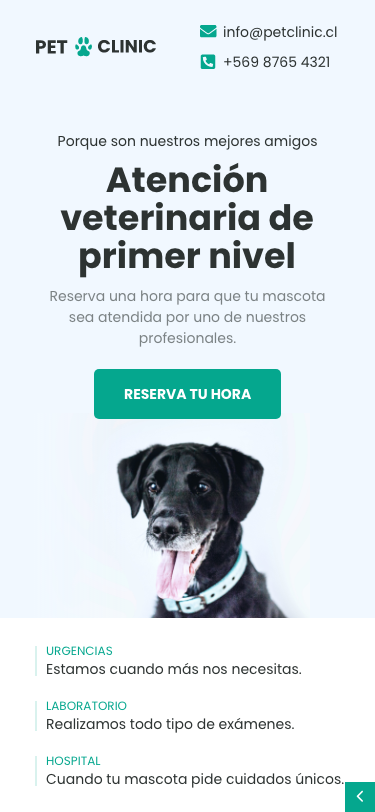 PET CLINIC
info@petclinic.cl
+569 8765 4321
Porque son nuestros mejores amigos
Atención
veterinaria de
primer nivel
Reserva una hora para que tu mascota
sea atendida por uno de nuestros
profesionales.
RESERVA TU HORA
URGENCIAS
Estamos cuando más nos necesitas.
LABORATORIO
Realizamos todo tipo de exámenes.
HOSPITAL
Cuando tu mascota pide cuidados únicos.